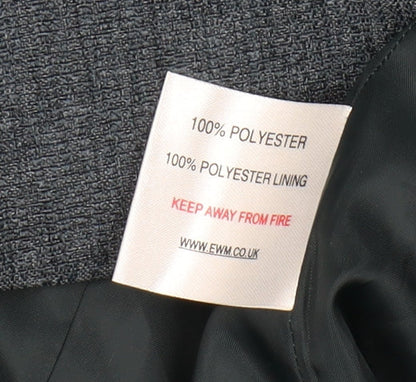 100% POLYESTER
100% POLYESTER LINING
KEEP AWAY FROM FIRE
WWW.EWM.CO.UK